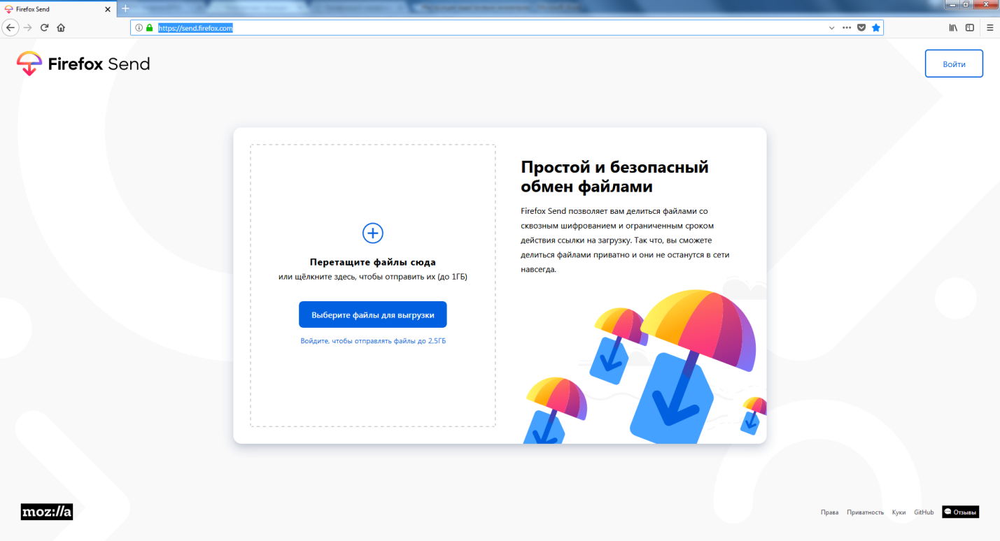 Firefox Send
https://send.firefox.com
Firefox Send
Войти
Перетащите файлы сюда
или щёлкните здесь, чтобы отправить их (до 1ГБ)
Выберите файлы для выгрузки
Войдите, чтобы отправлять файлы до 2,5ГБ
Простой и безопасный
обмен файлами
Firefox Send позволяет вам делиться файлами со
сквозным шифрованием и ограниченным сроком
действия ссылки на загрузку. Так что, вы сможете
делиться файлами приватно и они не останутся в сети
навсегда.
moz://a
Права Приватность Куки GitHub Отзывы